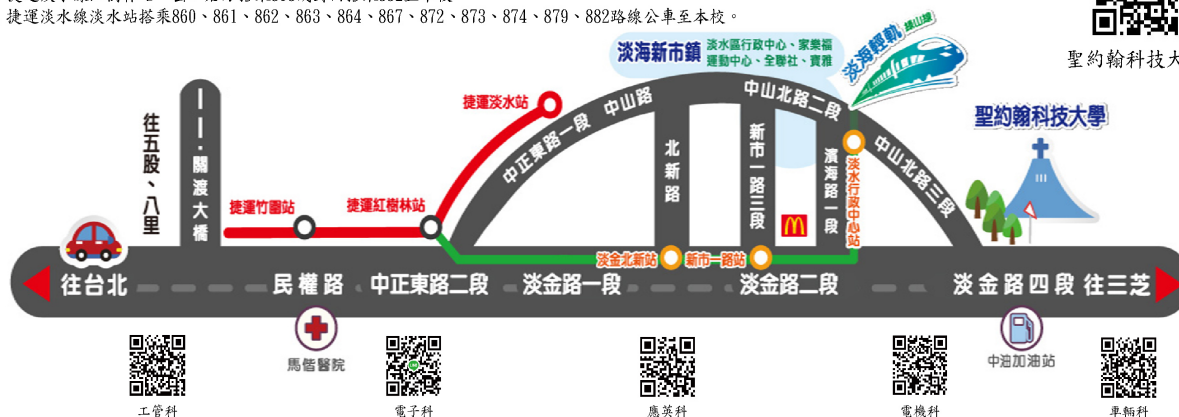 捷運淡水線淡水站搭乘860、861、862、863、864、867、872、873、874、879、882路線公車至本校。
聖約翰科技大
淡海新市鎮
淡水區行政中心、家樂福
運動中心、全聯社、寶雅
淡海輕軌
綠山線
捷運淡水站
中山路
中山北路二段
聖約翰科技大學
往五股、八里
關渡大橋
中正東路一段
北新路
新市一路三段
濱海路一段
淡水行政中心站
中山北路三段
捷運竹圍站
捷運紅樹林站
淡金北新站
新市一路站
往台北
民權路
中正東路二段
淡金路一段
淡金路二段
淡金路四段
往三芝
馬偕醫院
中油加油站
工管科
電子科
應英科
電機科
車輛科